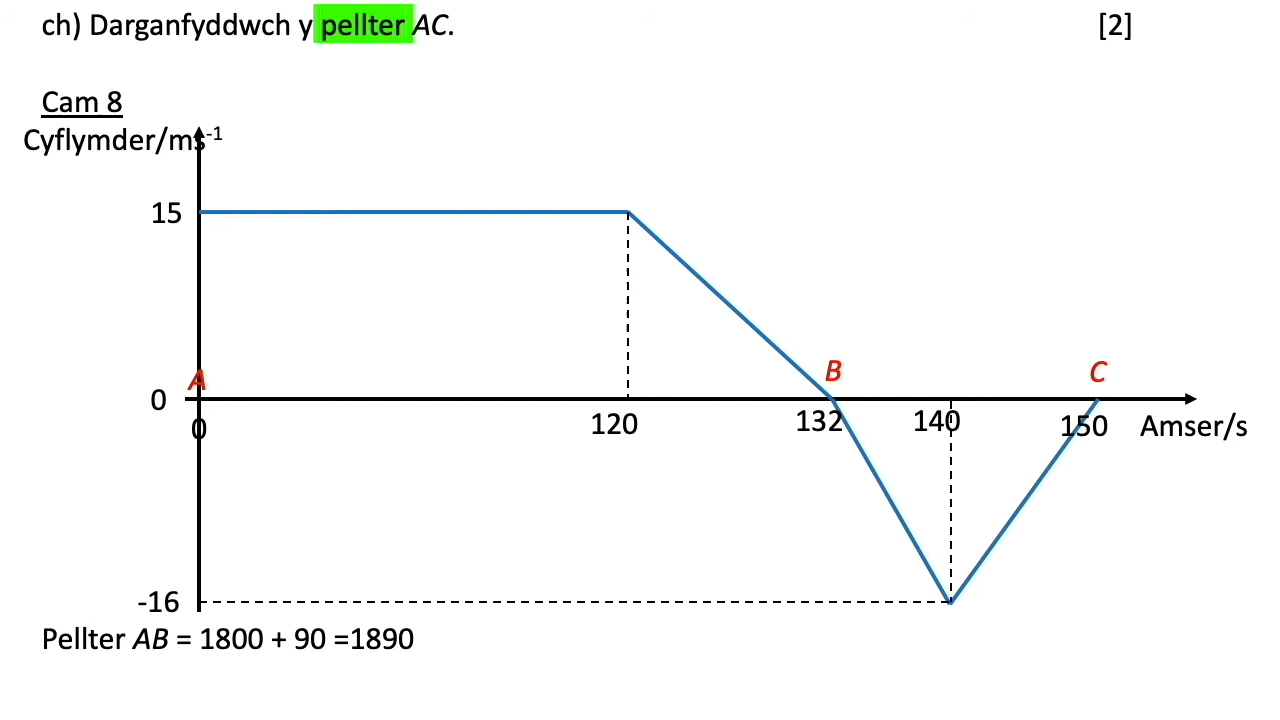 ch) Darganfyddwch y pellter AC. [2]
Cam 8
Cyflymder/ms-1
15
B
C
A
0
0 120 132 140 150 Amser/s
-16
Pellter AB = 1800 + 90 =1890